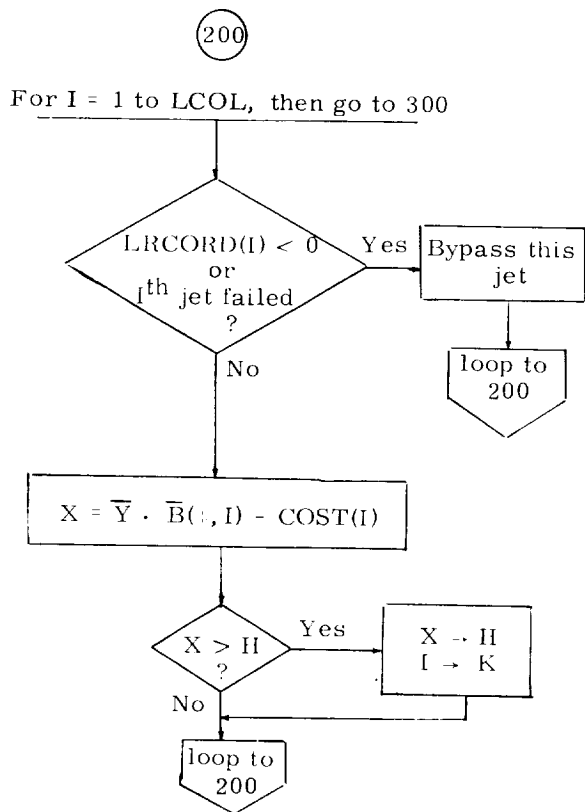 200
For I = 1 to LCOL, then go to 300
LRCORD(I) < 0
or
Ith jet failed
?
Yes
Bypass this
jet
loop to
200
No
X = Y̅ · B̅(:,I) - COST(I)
X > H
?
Yes
X → H
I → K
No
loop to
200